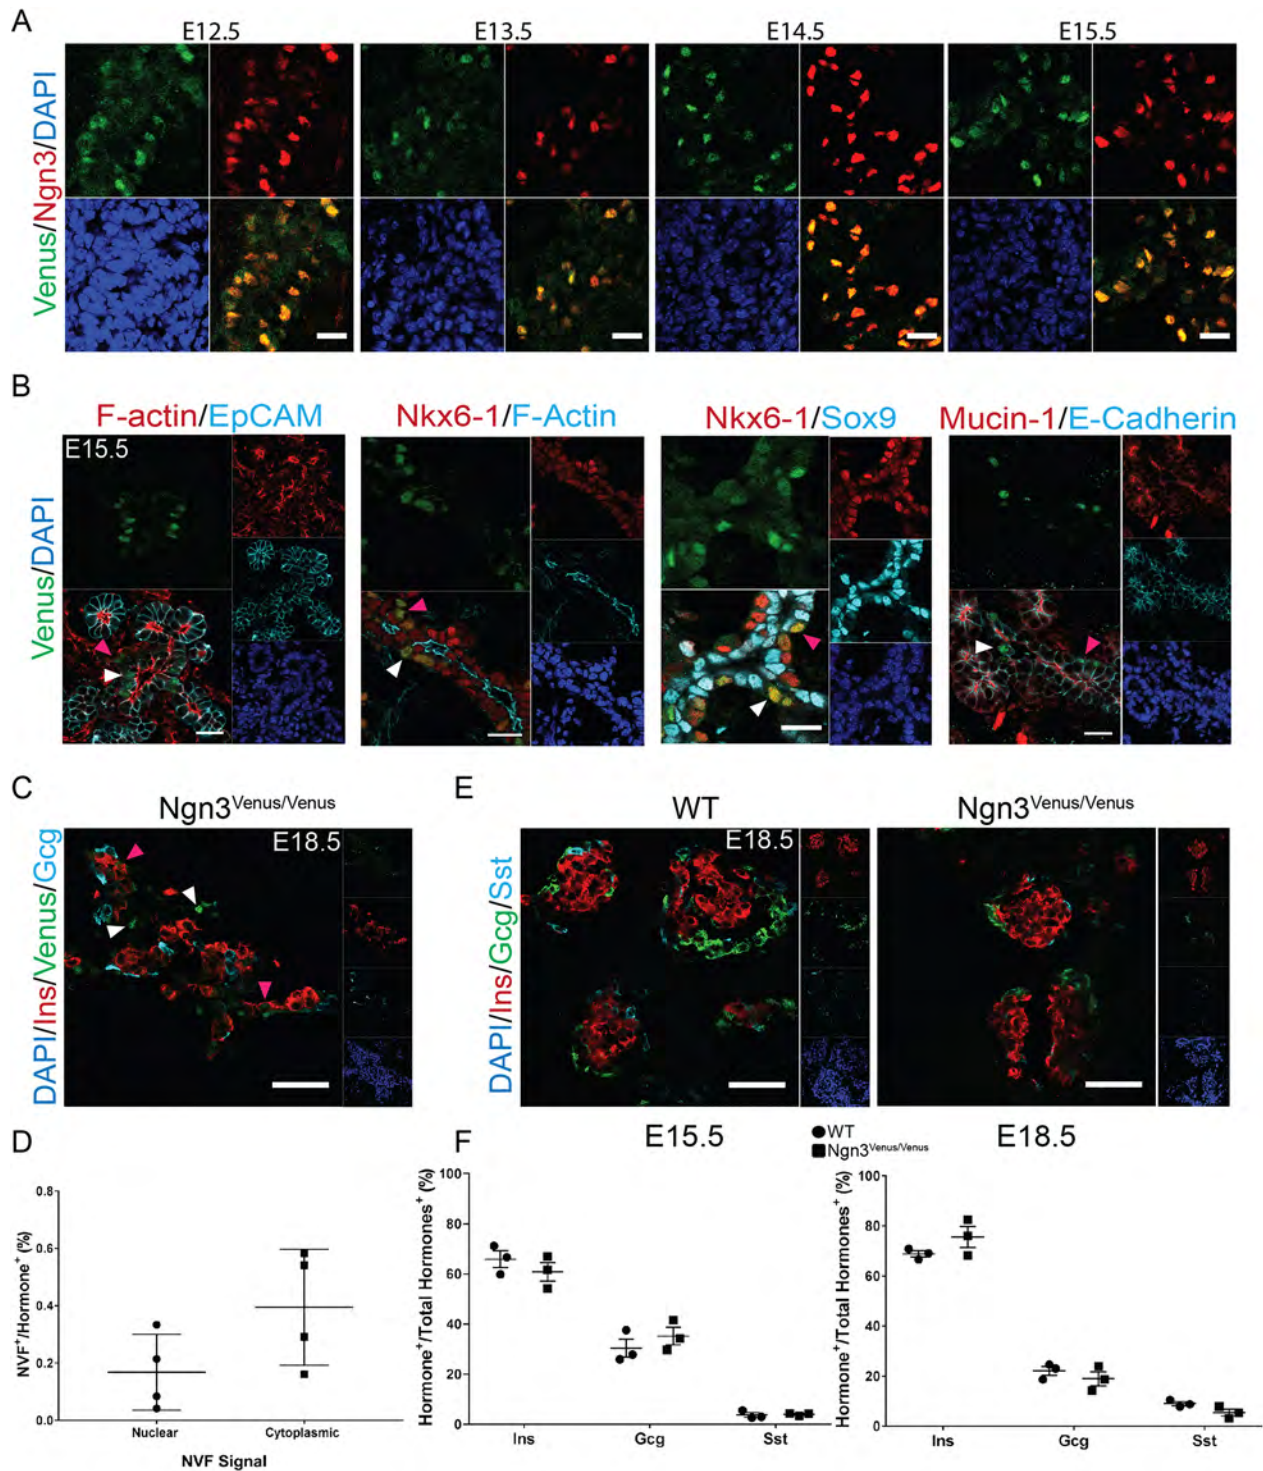 A
E12.5
E13.5
E14.5
E15.5
Venus/Ngn3/DAPI
B
F-actin/EpCAM
Nkx6-1/F-Actin
Nkx6-1/Sox9
Mucin-1/E-Cadherin
E15.5
Venus/DAPI
C
Ngn3Venus/Venus
E18.5
DAPI/Ins/Venus/Gcg
E
WT
Ngn3Venus/Venus
E18.5
DAPI/Ins/Gcg/Sst
D
NVF+/Hormone+ (%)
0.8
0.6
0.4
0.2
0.0
Nuclear
Cytoplasmic
NVF Signal
F
E15.5
WT
Ngn3Venus/Venus
E18.5
Hormone+/Total Hormones+ (%)
100
80
60
40
20
0
Ins
Gcg
Sst
Hormone+/Total Hormones+ (%)
100
80
60
40
20
0
Ins
Gcg
Sst